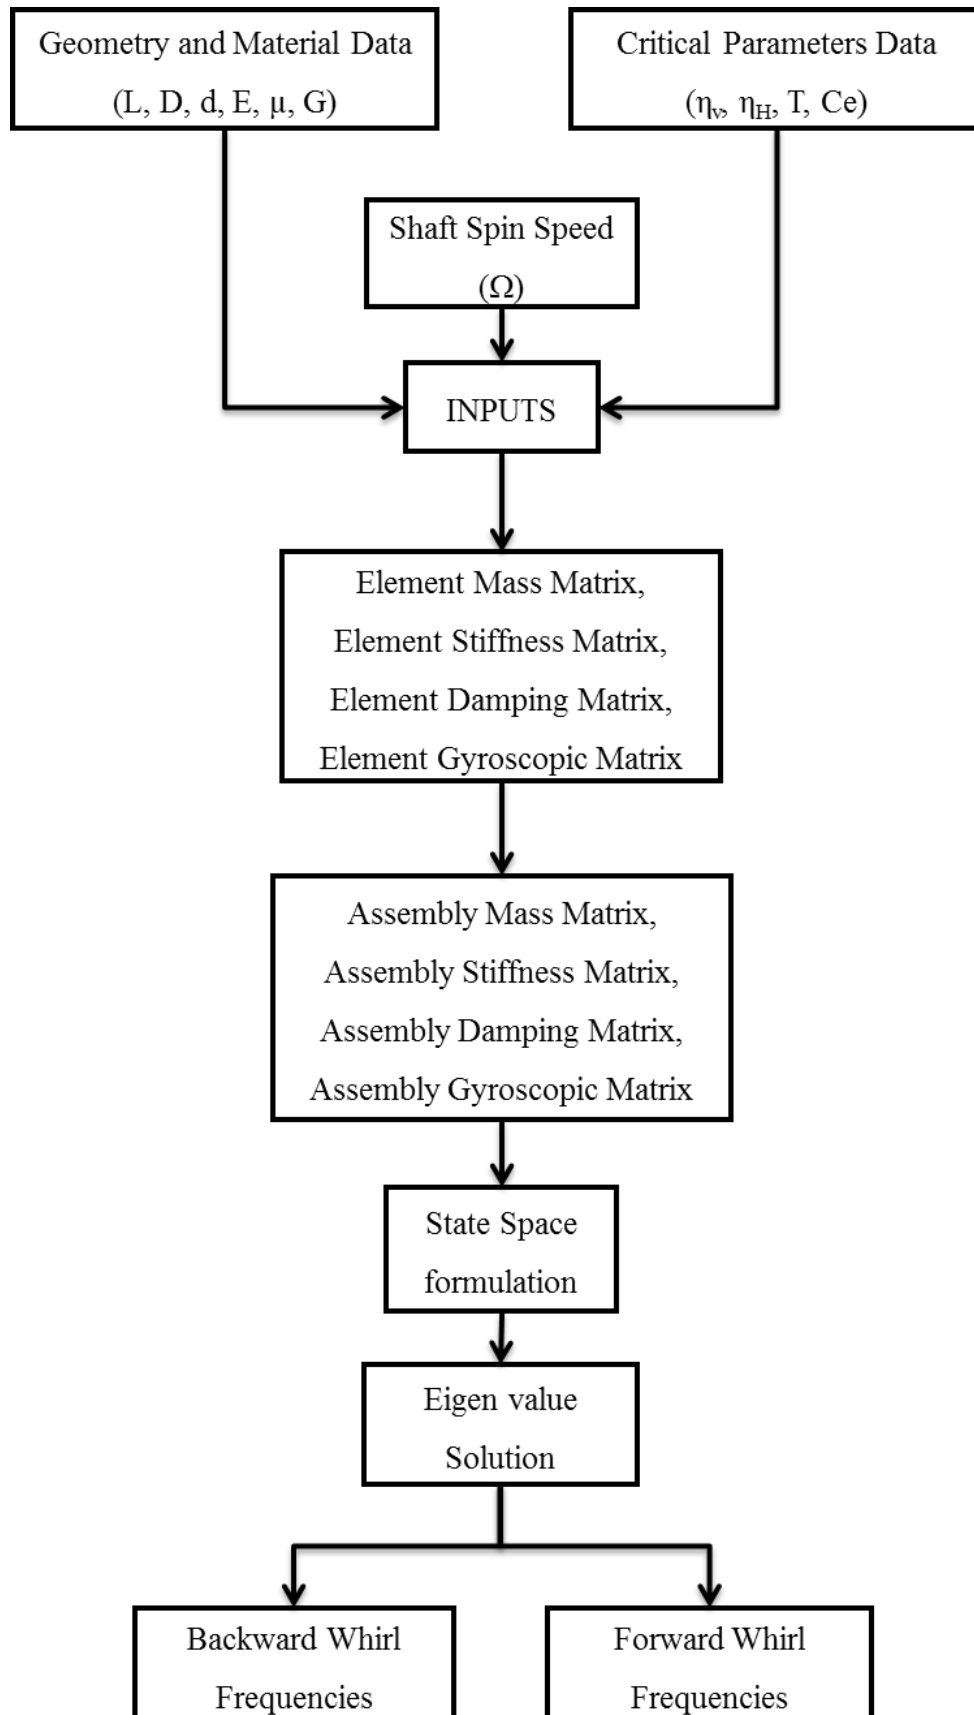 Geometry and Material Data
(L, D, d, E, μ, G)
Critical Parameters Data
(ηv, ηH, T, Ce)
Shaft Spin Speed
(Ω)
INPUTS
Element Mass Matrix,
Element Stiffness Matrix,
Element Damping Matrix,
Element Gyroscopic Matrix
Assembly Mass Matrix,
Assembly Stiffness Matrix,
Assembly Damping Matrix,
Assembly Gyroscopic Matrix
State Space
formulation
Eigen value
Solution
Backward Whirl
Frequencies
Forward Whirl
Frequencies